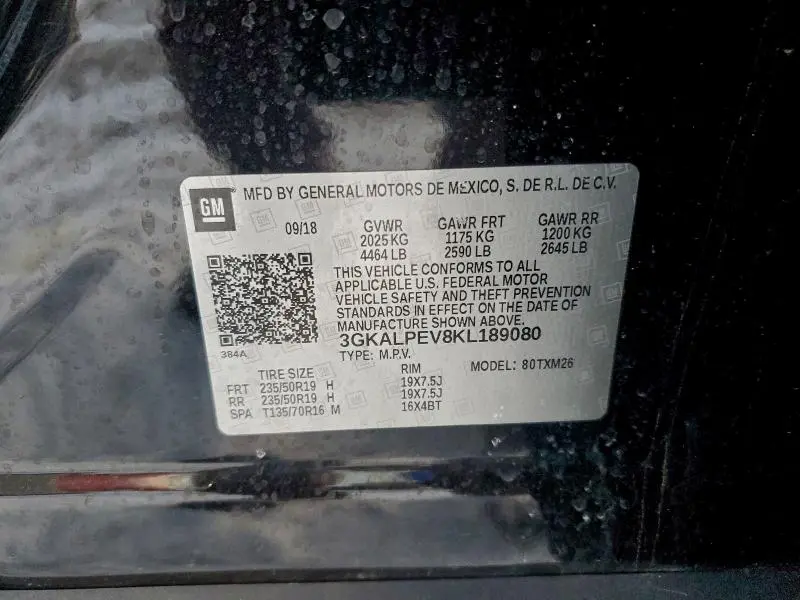 GM
MFD BY GENERAL MOTORS DE MEXICO, S. DE R.L. DE C.V.
09/18 GVWR GAWR FRT GAWR RR
2025 KG 1175 KG 1200 KG
4464 LB 2590 LB 2645 LB
THIS VEHICLE CONFORMS TO ALL
APPLICABLE U.S. FEDERAL MOTOR
VEHICLE SAFETY AND THEFT PREVENTION
STANDARDS IN EFFECT ON THE DATE OF
MANUFACTURE SHOWN ABOVE.
3GKALPEV8KL189080
384A
TYPE: M.P.V. MODEL: 80TXM26
TIRE SIZE RIM
FRT 235/50R19 H 19X7.5J
RR 235/50R19 H 19X7.5J
SPA T135/70R16 M 16X4BT